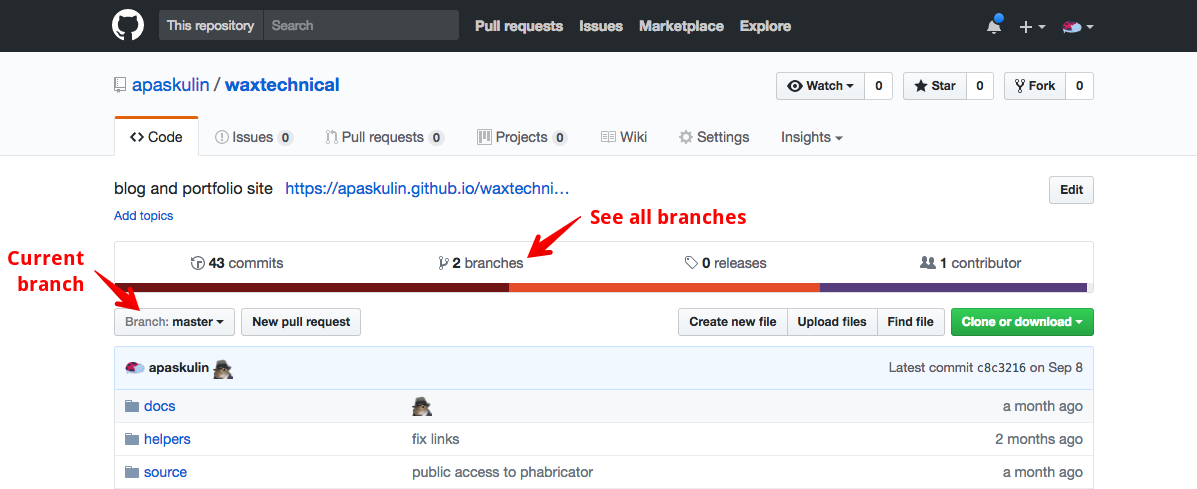 This repository Search Pull requests Issues Marketplace Explore
apaskulin / waxtechnical Watch 0 Star 0 Fork 0
Code Issues 0 Pull requests 0 Projects 0 Wiki Settings Insights
blog and portfolio site https://apaskulin.github.io/waxtechni… Edit
Add topics
See all branches
Current
branch
43 commits 2 branches 0 releases 1 contributor
Branch: master New pull request Create new file Upload files Find file Clone or download
apaskulin Latest commit c8c3216 on Sep 8
docs a month ago
helpers fix links 2 months ago
source public access to phabricator a month ago